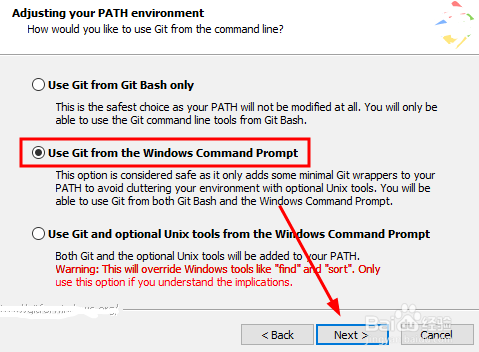 Adjusting your PATH environment
How would you like to use Git from the command line?
Use Git from Git Bash only
This is the safest choice as your PATH will not be modified at all. You will only be
able to use the Git command line tools from Git Bash.
Use Git from the Windows Command Prompt
This option is considered safe as it only adds some minimal Git wrappers to your
PATH to avoid cluttering your environment with optional Unix tools. You will be
able to use Git from both Git Bash and the Windows Command Prompt.
Use Git and optional Unix tools from the Windows Command Prompt
Both Git and the optional Unix tools will be added to your PATH.
Warning: This will override Windows tools like "find" and "sort". Only
use this option if you understand the implications.
< Back
Next >
Cancel
Baidu 经验